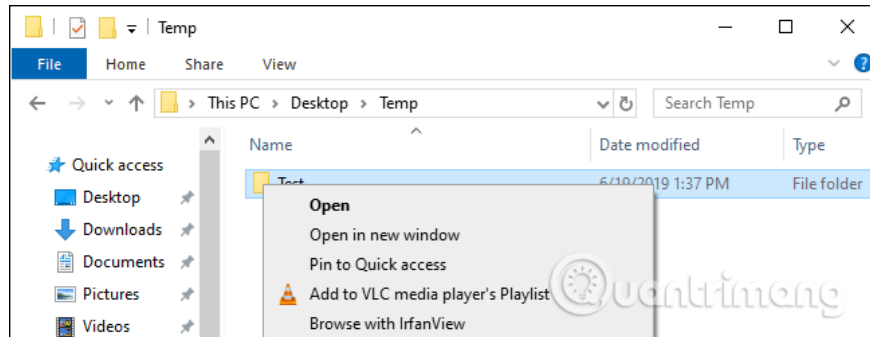 Temp
File Home Share View
This PC > Desktop > Temp Search Temp
Name Date modified Type
Quick access
Test 6/19/2019 1:37 PM File folder
Desktop
Open
Downloads
Open in new window
Documents
Pin to Quick access
Pictures
Add to VLC media player's Playlist
Quantrimang
Videos
Browse with IrfanView